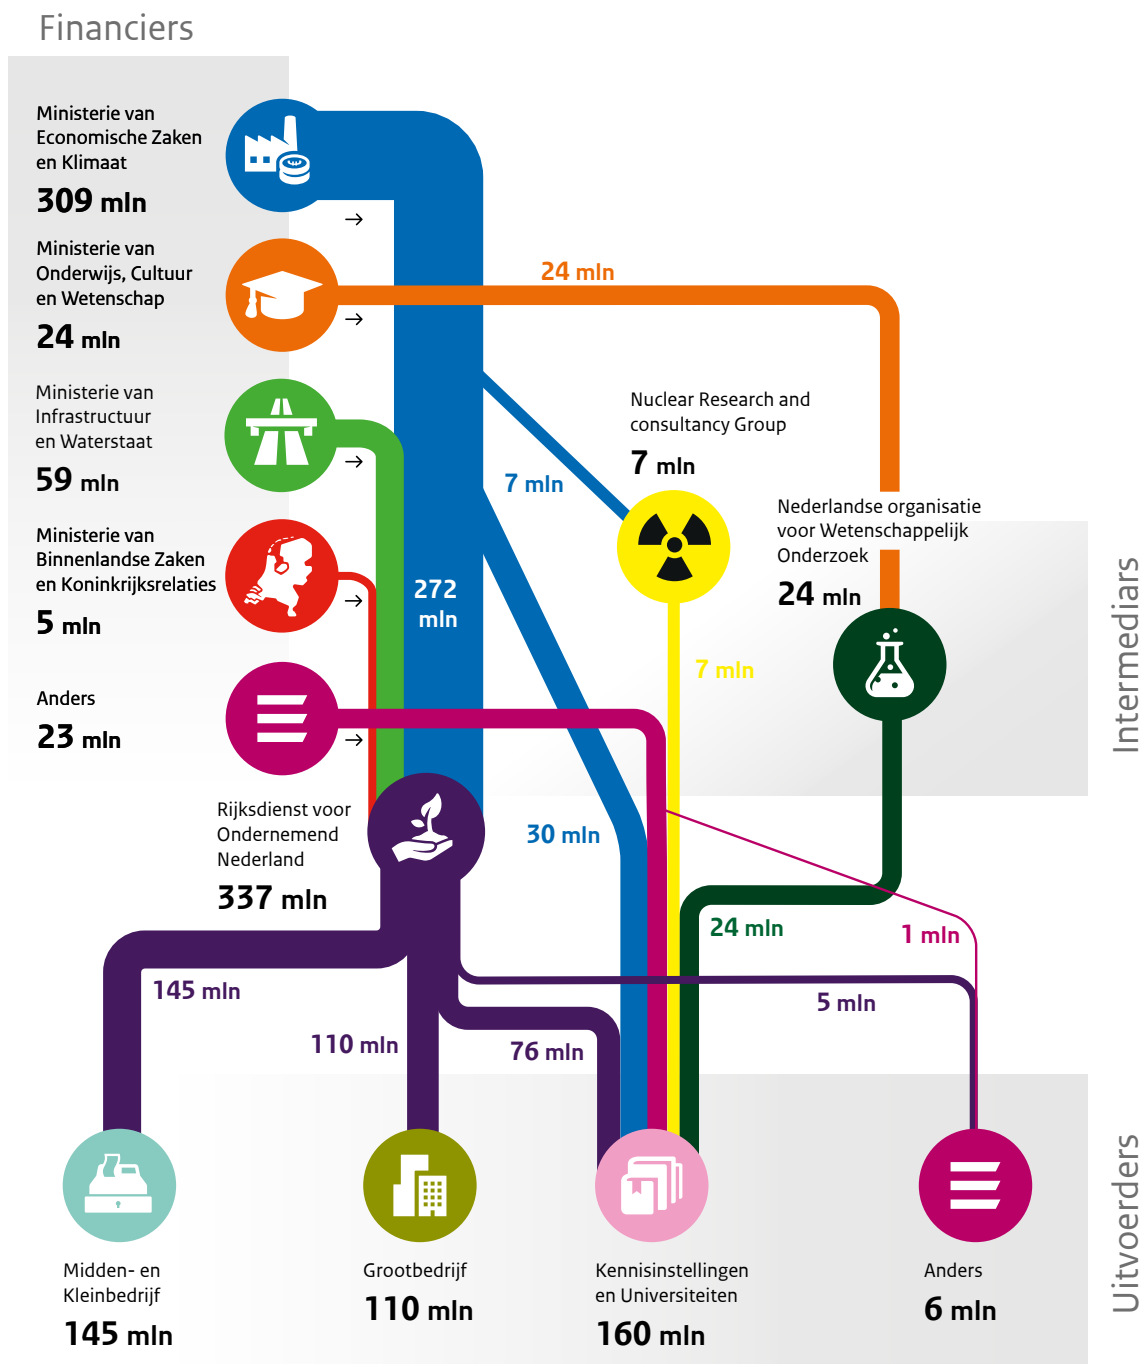 Financiers
Ministerie van
Economische Zaken
en Klimaat
309 mln
Ministerie van
Onderwijs, Cultuur
en Wetenschap
24 mln
24 mln
Ministerie van
Infrastructuur
en Waterstaat
59 mln
Nuclear Research and
consultancy Group
7 mln
7 mln
Nederlandse organisatie
voor Wetenschappelijk
Onderzoek
24 mln
Ministerie van
Binnenlandse Zaken
en Koninkrijksrelaties
5 mln
272
mln
7 mln
Intermediars
Anders
23 mln
Rijksdienst voor
Ondernemend
Nederland
337 mln
30 mln
24 mln
1 mln
145 mln
5 mln
110 mln
76 mln
Uitvoerders
Midden- en
Kleinbedrijf
145 mln
Grootbedrijf
110 mln
Kennisinstellingen
en Universiteiten
160 mln
Anders
6 mln